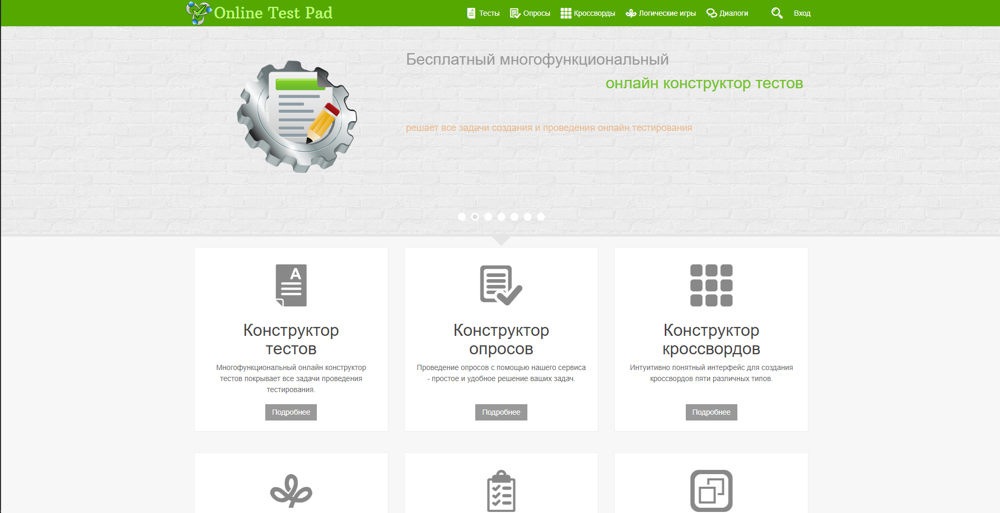 Online Test Pad
Тесты
Опросы
Кроссворды
Логические игры
Диалоги
Вход
Бесплатный многофункциональный
онлайн конструктор тестов
решает все задачи создания и проведения онлайн тестирования
A
Конструктор
тестов
Многофункциональный онлайн конструктор
тестов покрывает все задачи проведения
тестирования.
Подробнее
Конструктор
опросов
Проведение опросов с помощью нашего сервиса
- простое и удобное решение ваших задач.
Подробнее
Конструктор
кроссвордов
Интуитивно понятный интерфейс для создания
кроссвордов пяти различных типов.
Подробнее